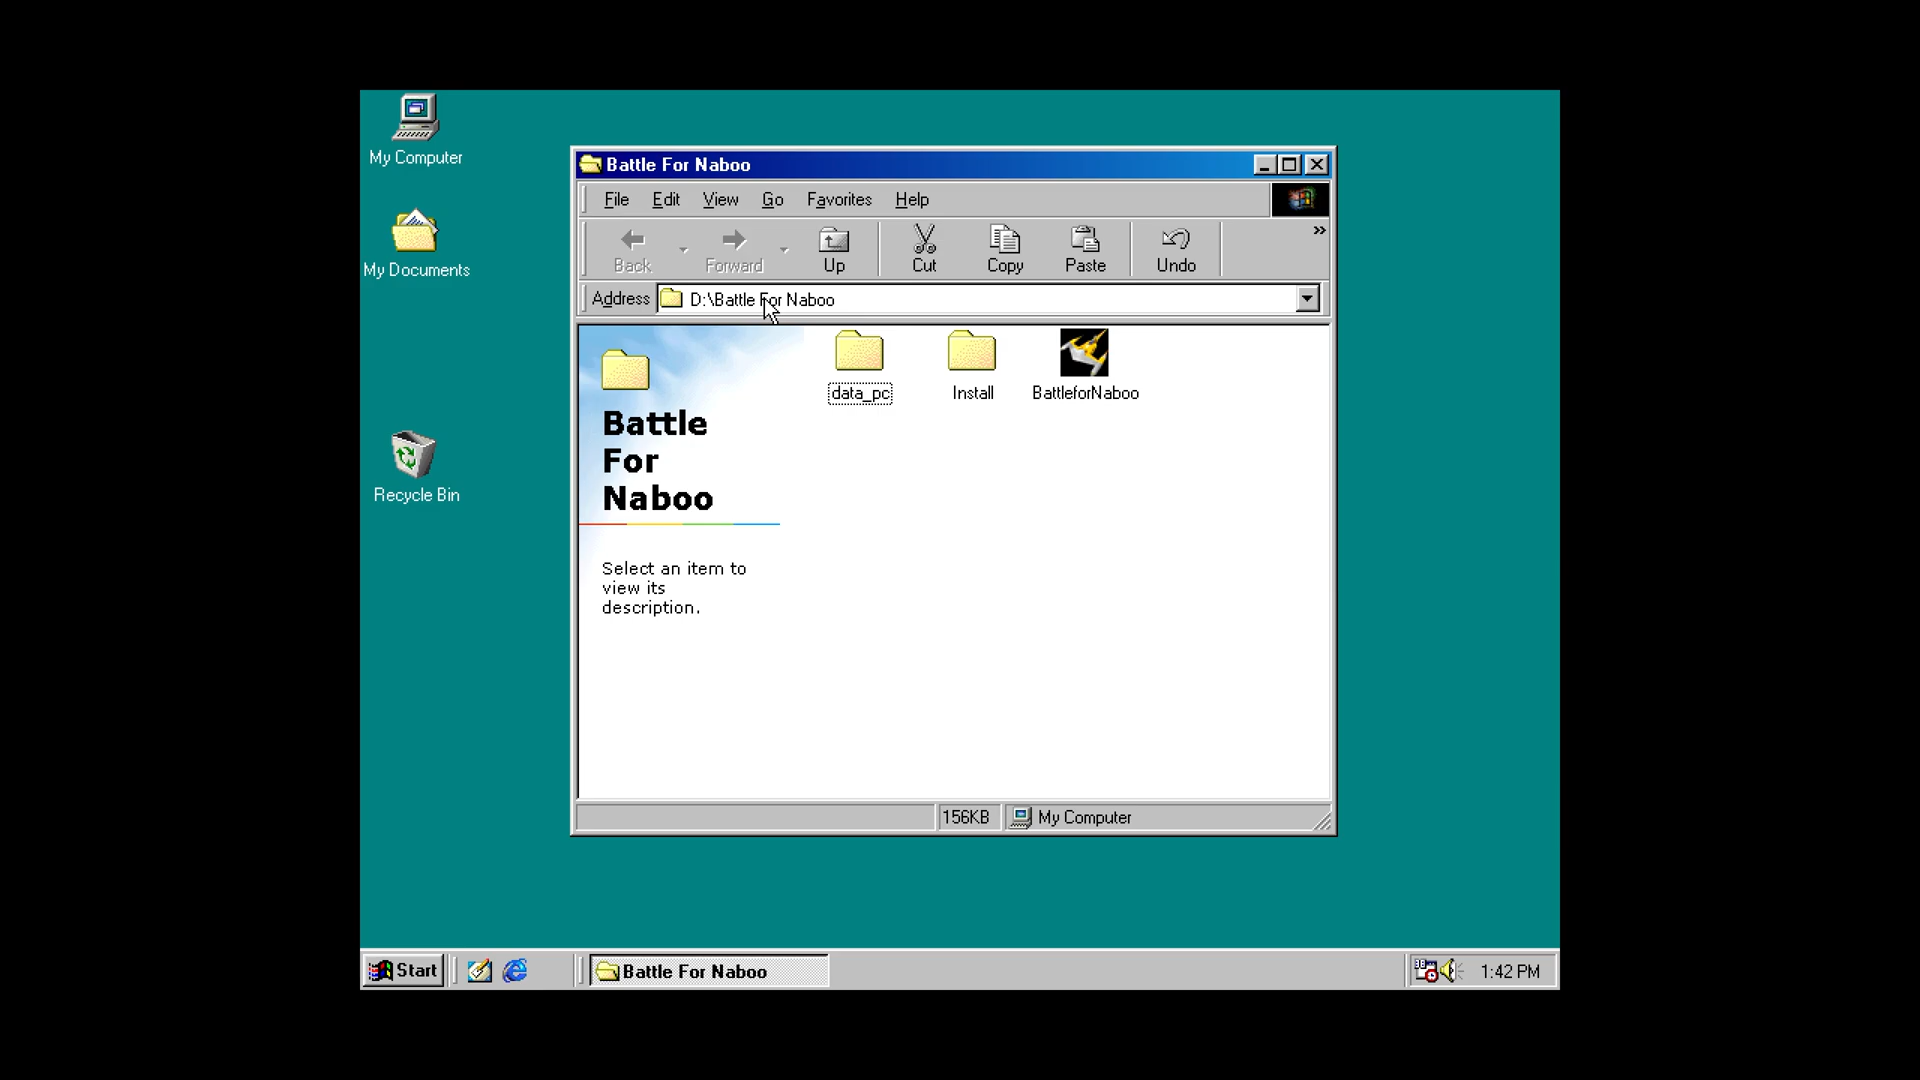 My Computer
My Documents
Recycle Bin
Battle For Naboo
File Edit View Go Favorites Help
Back Forward Up Cut Copy Paste Undo »
Address D:\Battle For Naboo
data_pc Install BattleforNaboo
Battle
For
Naboo
Select an item to
view its
description.
156KB My Computer
Start Battle For Naboo 1:42 PM